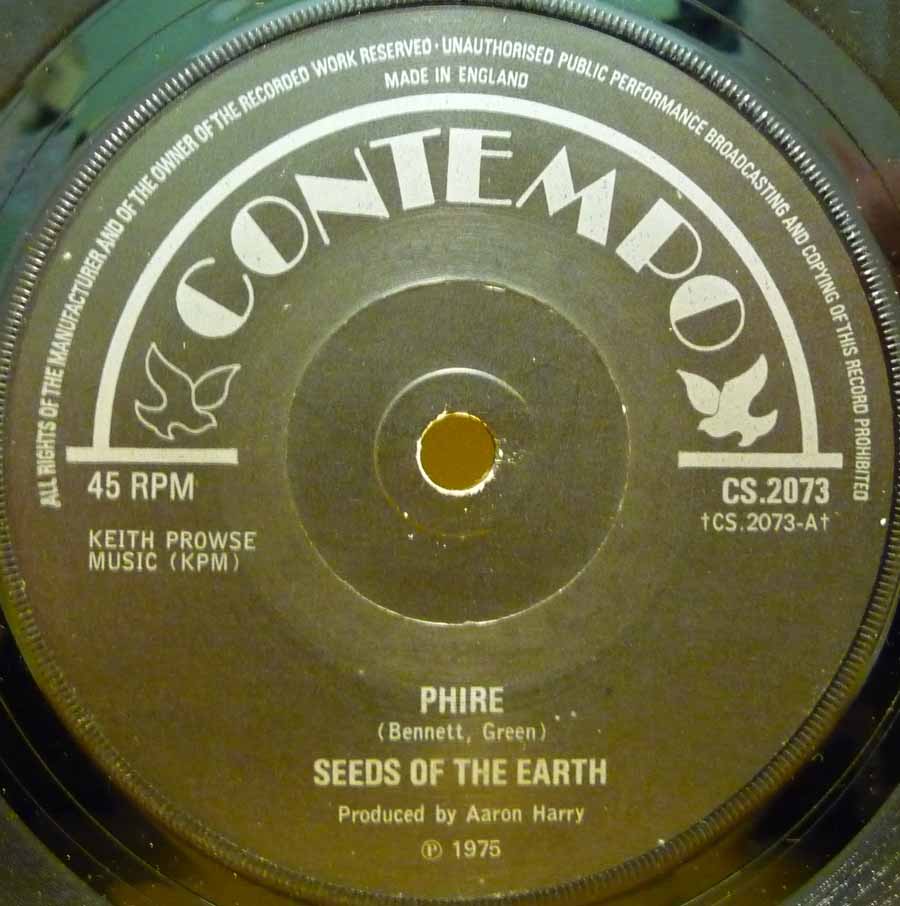 ALL RIGHTS OF THE MANUFACTURER AND OF THE OWNER OF THE RECORDED WORK RESERVED · UNAUTHORISED PUBLIC PERFORMANCE BROADCASTING AND COPYING OF THIS RECORD PROHIBITED
MADE IN ENGLAND
CONTEMPO
45 RPM
CS.2073
†CS.2073-A†
KEITH PROWSE
MUSIC (KPM)
PHIRE
(Bennett, Green)
SEEDS OF THE EARTH
Produced by Aaron Harry
℗ 1975